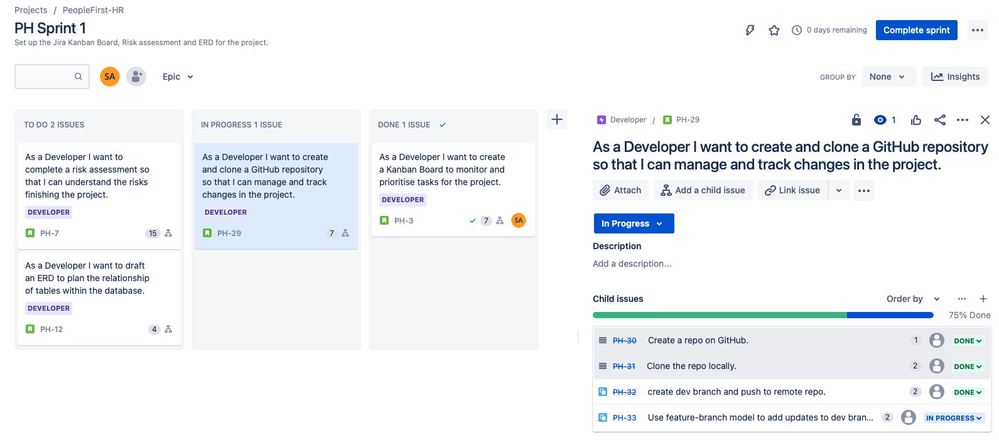 Projects / PeopleFirst-HR
PH Sprint 1
Set up the Jira Kanban Board, Risk assessment and ERD for the project.
0 days remaining
Complete sprint
SA
Epic
GROUP BY
None
Insights
TO DO 2 ISSUES
As a Developer I want to
complete a risk assessment so
that I can understand the risks
finishing the project.
DEVELOPER
PH-7
15
As a Developer I want to draft
an ERD to plan the relationship
of tables within the database.
DEVELOPER
PH-12
4
IN PROGRESS 1 ISSUE
As a Developer I want to create
and clone a GitHub repository
so that I can manage and track
changes in the project.
DEVELOPER
PH-29
7
DONE 1 ISSUE
As a Developer I want to create
a Kanban Board to monitor and
prioritise tasks for the project.
DEVELOPER
PH-3
7
SA
Developer / PH-29
1
As a Developer I want to create and clone a GitHub repository
so that I can manage and track changes in the project.
Attach
Add a child issue
Link issue
In Progress
Description
Add a description...
Child issues
Order by
75% Done
PH-30 Create a repo on GitHub. 1 DONE
PH-31 Clone the repo locally. 2 DONE
PH-32 create dev branch and push to remote repo. 2 DONE
PH-33 Use feature-branch model to add updates to dev bran... 2 IN PROGRESS